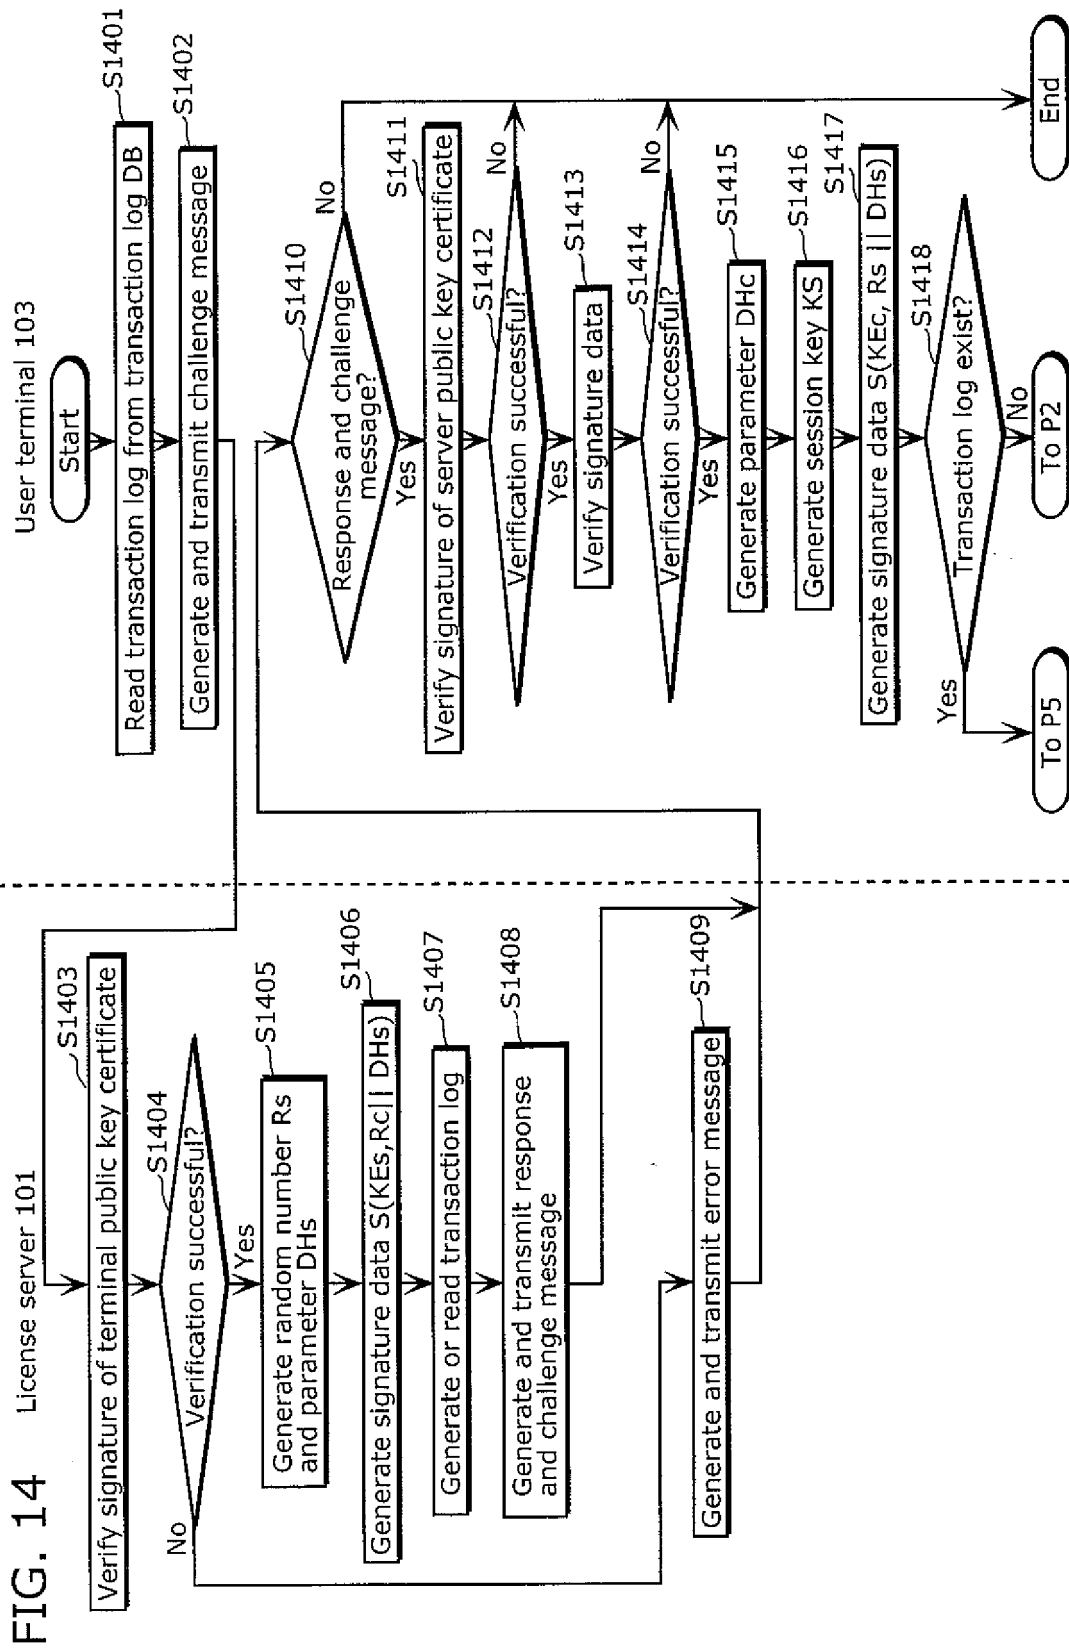 FIG. 14
License server 101
User terminal 103
Start
Read transaction log from transaction log DB
S1401
Generate and transmit challenge message
S1402
Verify signature of terminal public key certificate
S1403
Verification successful?
S1404
No
Yes
Generate random number Rs
and parameter DHs
S1405
Generate signature data S(KEs,Rc|| DHs)
S1406
Generate or read transaction log
S1407
Generate and transmit response
and challenge message
S1408
Generate and transmit error message
S1409
Response and challenge
message?
S1410
No
Yes
Verify signature of server public key certificate
S1411
Verification successful?
S1412
No
Yes
Verify signature data
S1413
Verification successful?
S1414
No
Yes
Generate parameter DHc
S1415
Generate session key KS
S1416
Generate signature data S(KEc, Rs || DHs)
S1417
Transaction log exist?
S1418
Yes
No
To P5
To P2
End